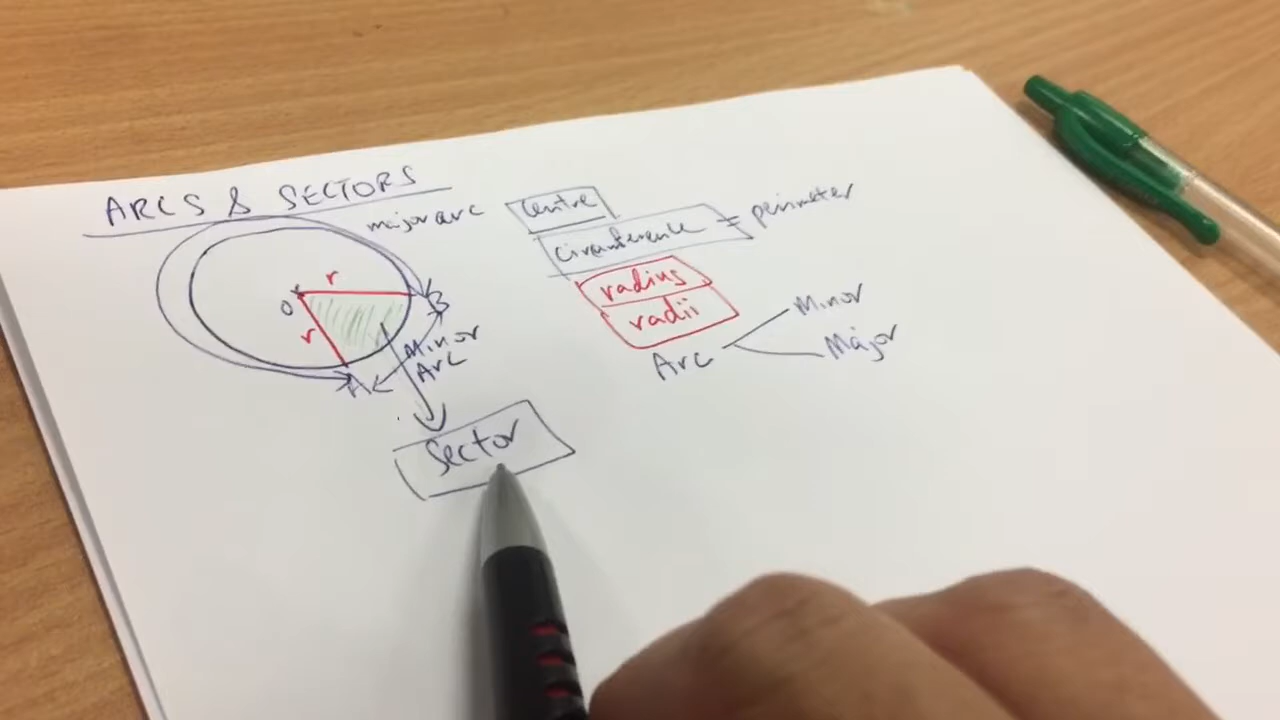 ARCS & SECTORS
major arc
centre
circumference = perimeter
r
radius
O
B
radii
r
Minor
Minor
Arc
Major
Arc
A
Sector